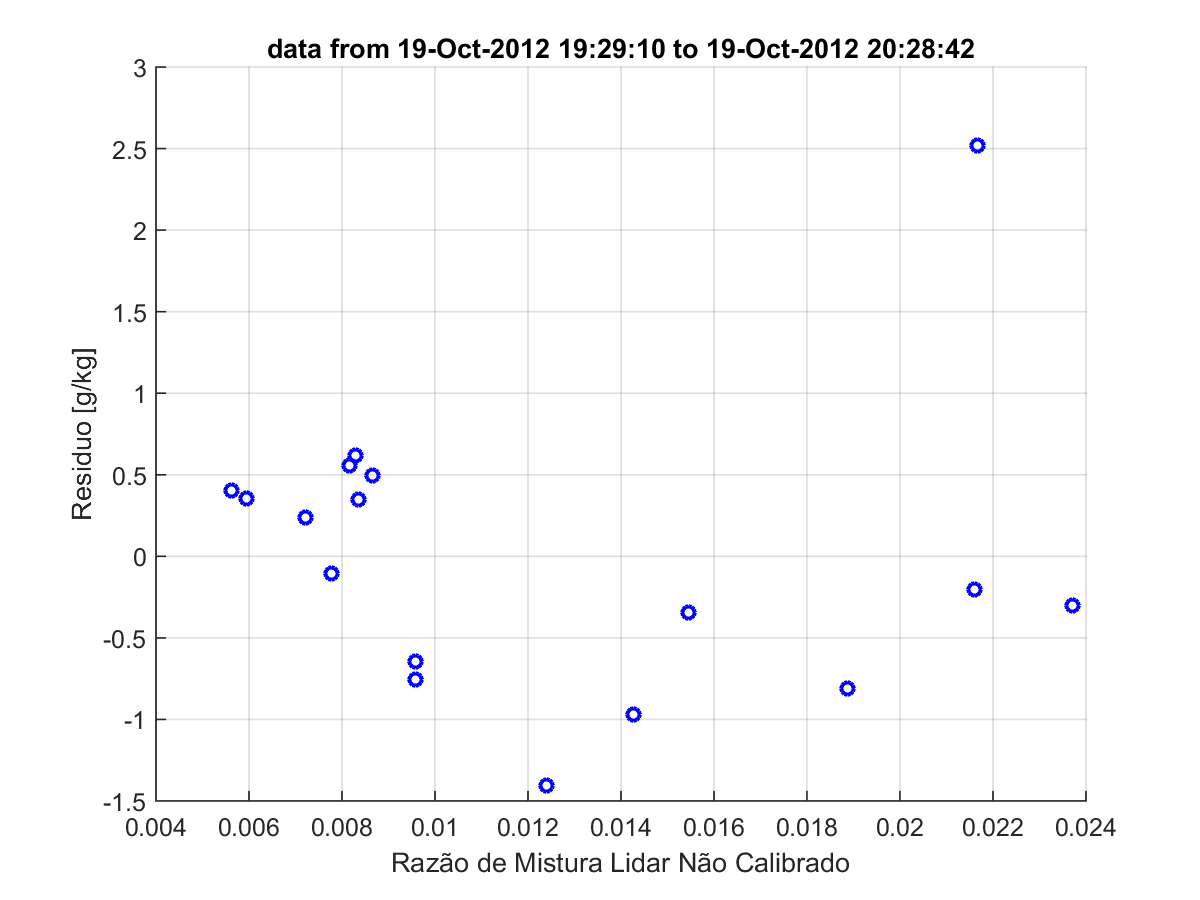 data from 19-Oct-2012 19:29:10 to 19-Oct-2012 20:28:42
3
2.5
2
1.5
1
0.5
0
-0.5
-1
-1.5
Residuo [g/kg]
0.004 0.006 0.008 0.01 0.012 0.014 0.016 0.018 0.02 0.022 0.024
Razão de Mistura Lidar Não Calibrado